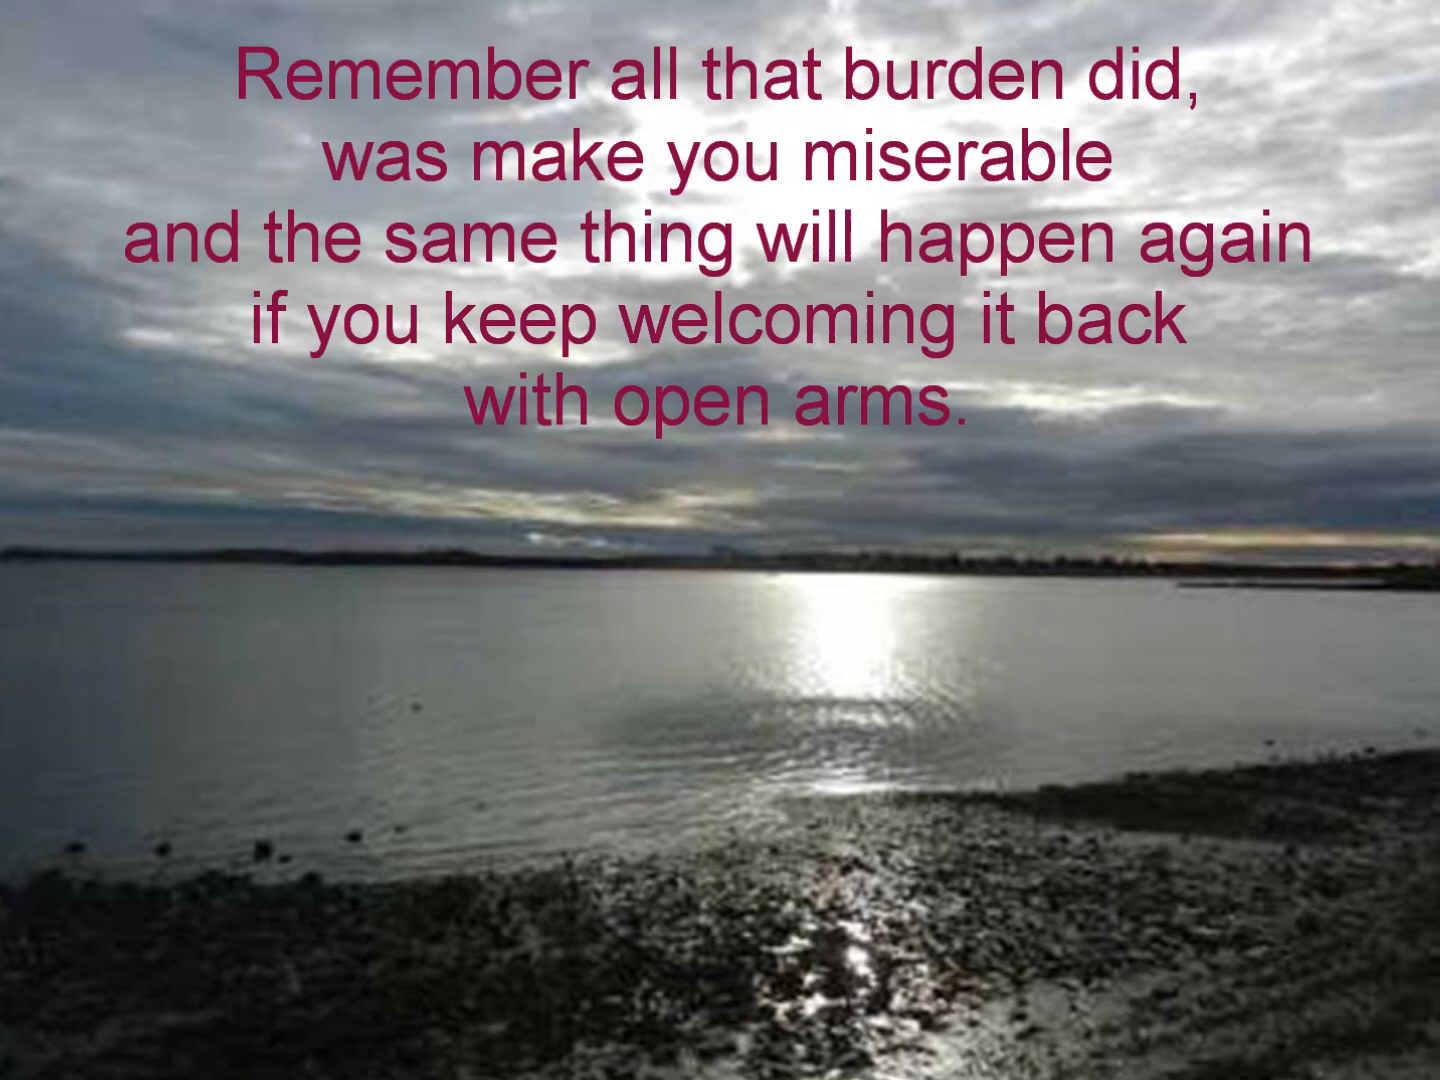 Remember all that burden did,
was make you miserable
and the same thing will happen again
if you keep welcoming it back
with open arms.